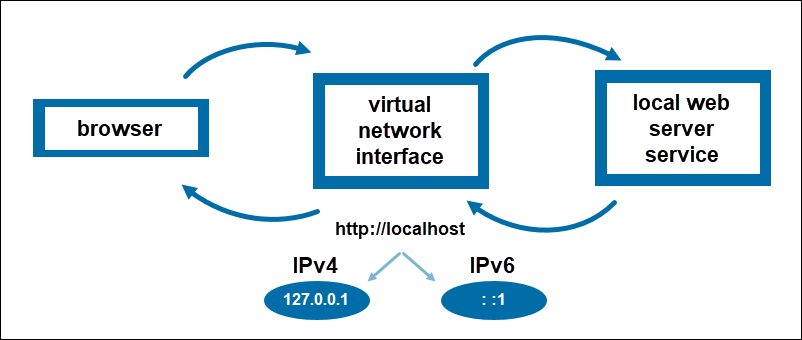 browser
virtual
network
interface
local web
server
service
http://localhost
IPv4
IPv6
127.0.0.1
: :1